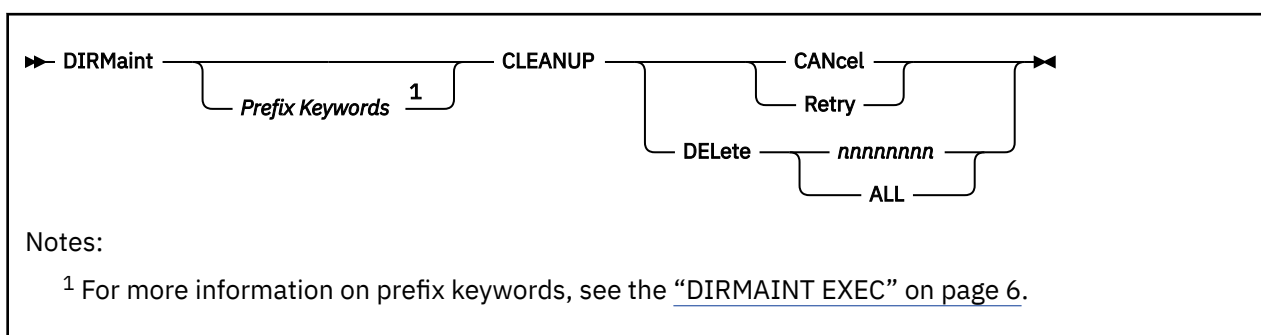 DIRMaint CLEANUP CANcel
Prefix Keywords 1 Retry
DELete nnnnnnnn
ALL
Notes:
1 For more information on prefix keywords, see the “DIRMAINT EXEC” on page 6.